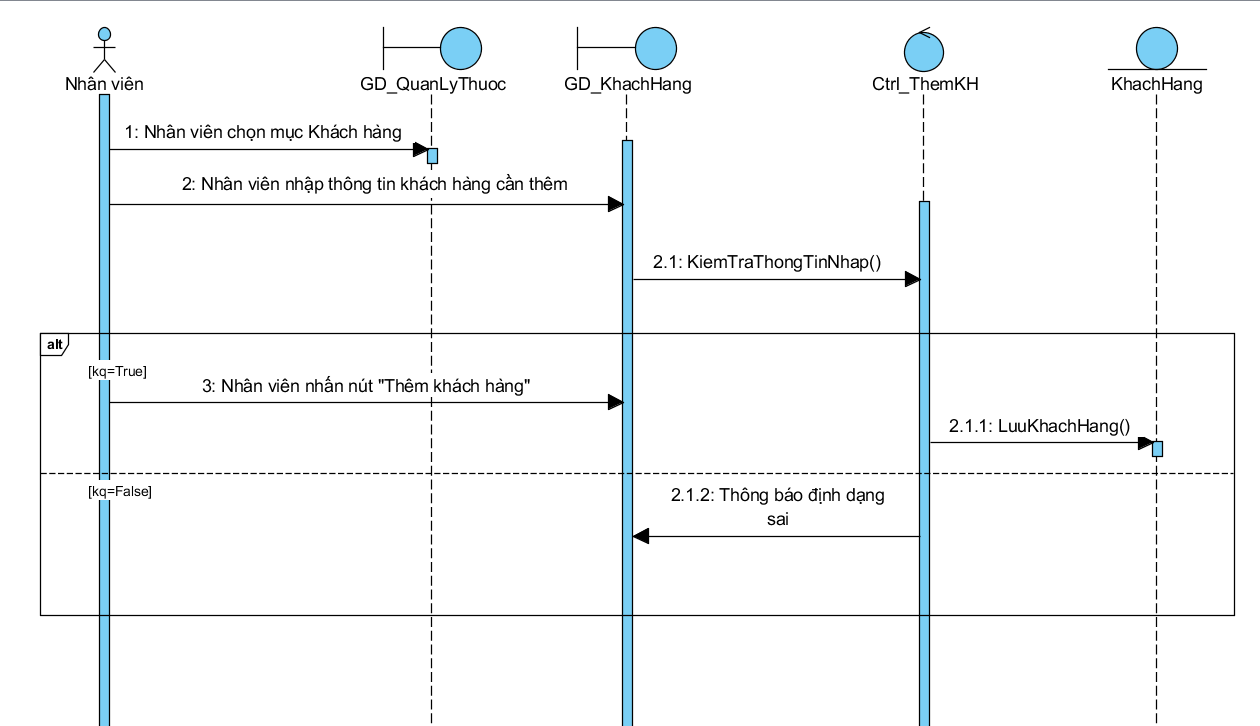 Nhân viên
GD_QuanLyThuoc
GD_KhachHang
Ctrl_ThemKH
KhachHang
1: Nhân viên chọn mục Khách hàng
2: Nhân viên nhập thông tin khách hàng cần thêm
2.1: KiemTraThongTinNhap()
alt
[kq=True]
3: Nhân viên nhấn nút "Thêm khách hàng"
2.1.1: LuuKhachHang()
[kq=False]
2.1.2: Thông báo định dạng
sai